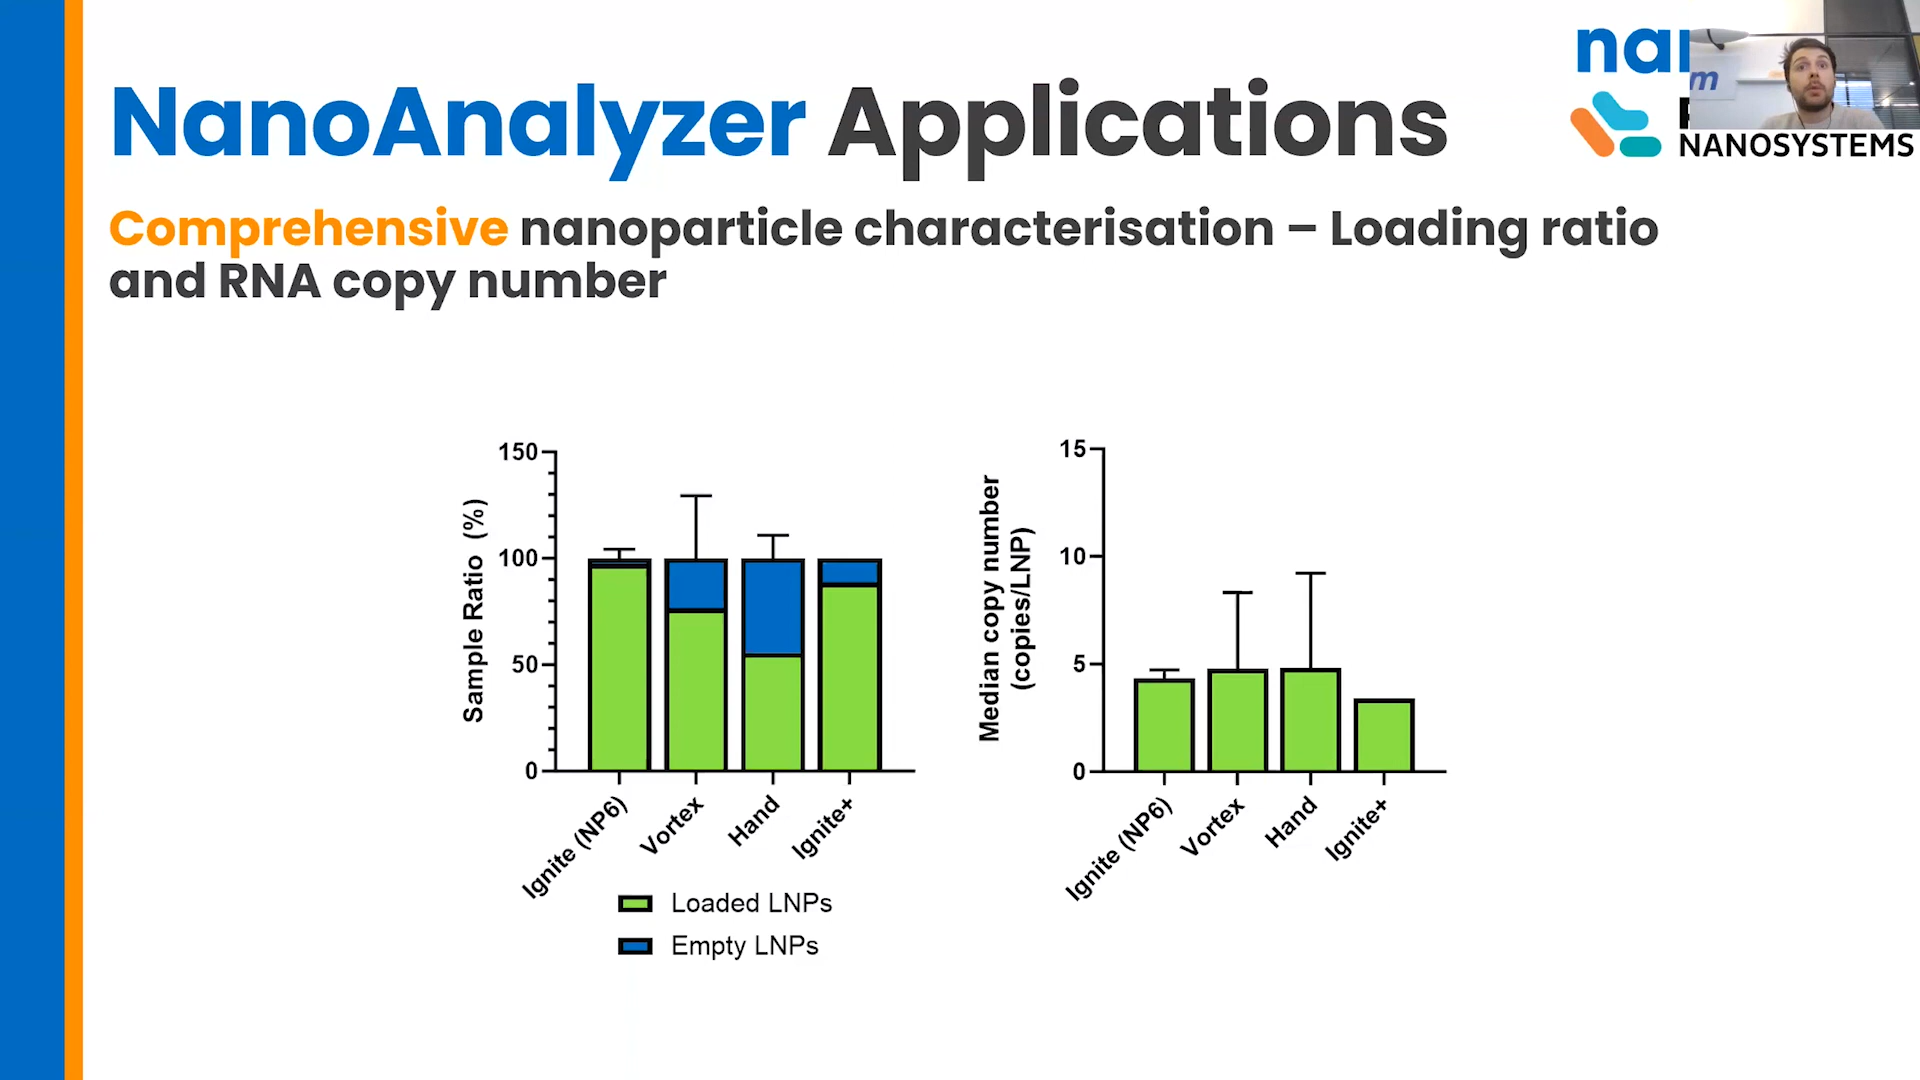 NanoAnalyzer Applications
Comprehensive nanoparticle characterisation – Loading ratio
and RNA copy number
NANOSYSTEMS
Sample Ratio (%)
150
100
50
0
Ignite (NP6)
Vortex
Hand
Ignite+
Loaded LNPs
Empty LNPs
Median copy number
(copies/LNP)
15
10
5
0
Ignite (NP6)
Vortex
Hand
Ignite+